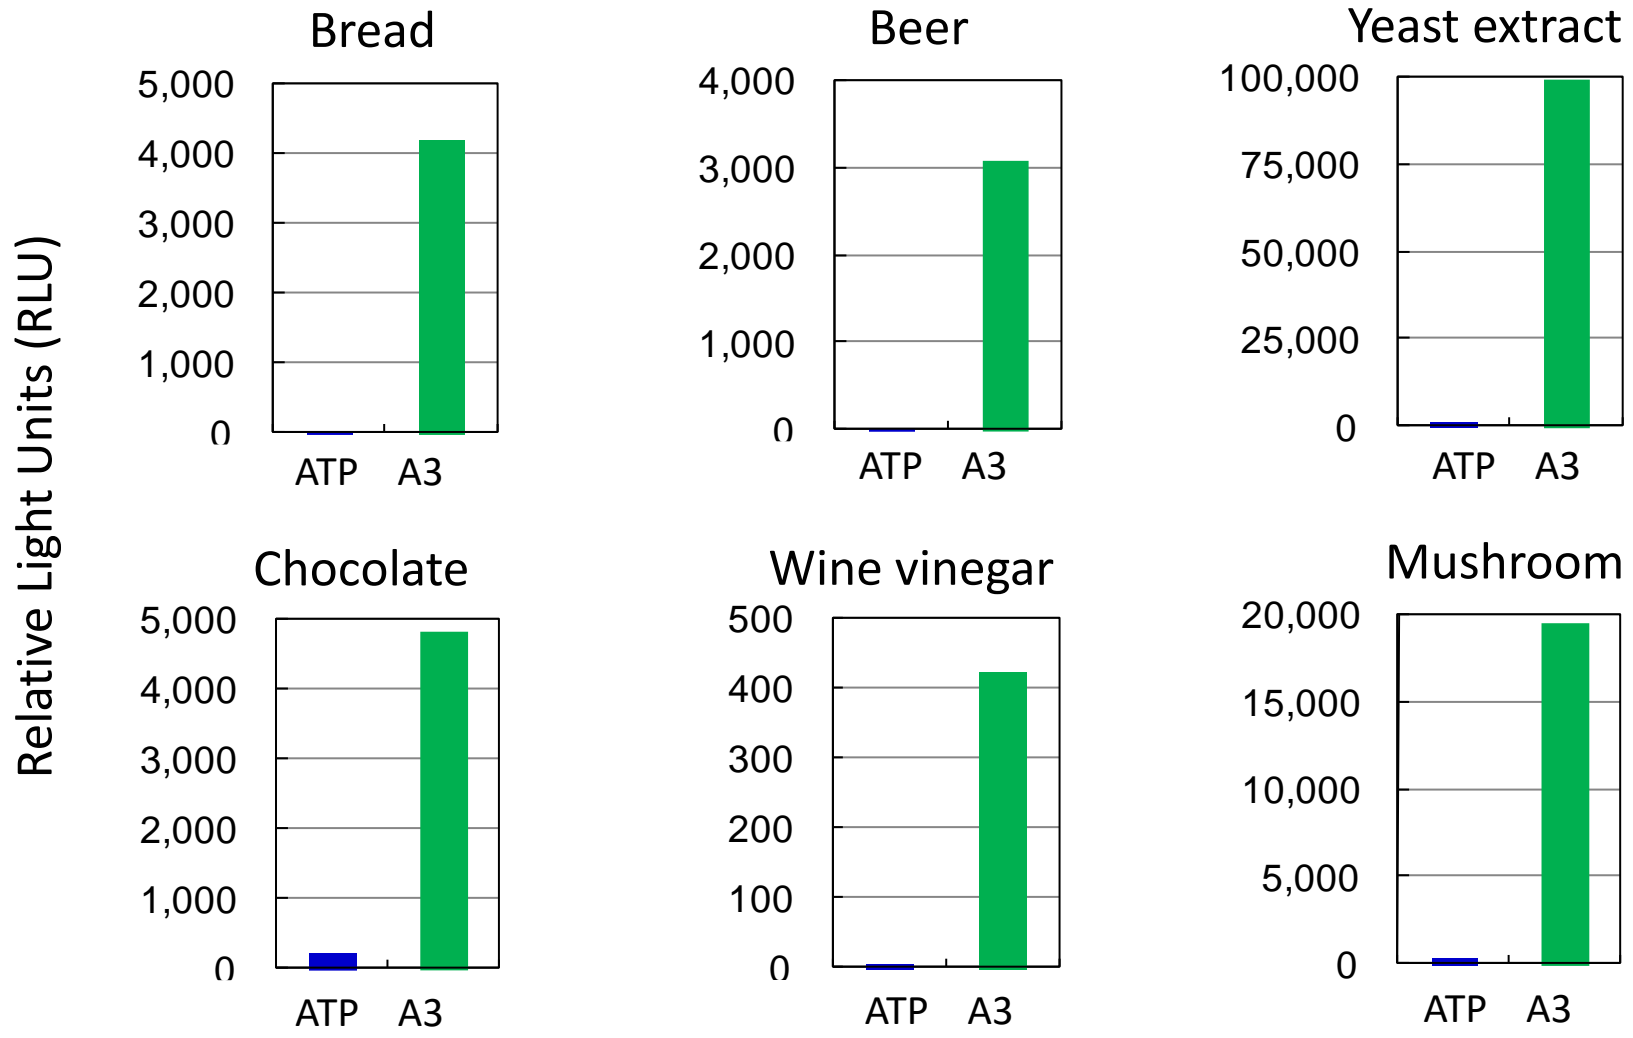 Relative Light Units (RLU)
Bread
5,000
4,000
3,000
2,000
1,000
0
ATP A3
Beer
4,000
3,000
2,000
1,000
0
ATP A3
Yeast extract
100,000
75,000
50,000
25,000
0
ATP A3
Chocolate
5,000
4,000
3,000
2,000
1,000
0
ATP A3
Wine vinegar
500
400
300
200
100
0
ATP A3
Mushroom
20,000
15,000
10,000
5,000
0
ATP A3